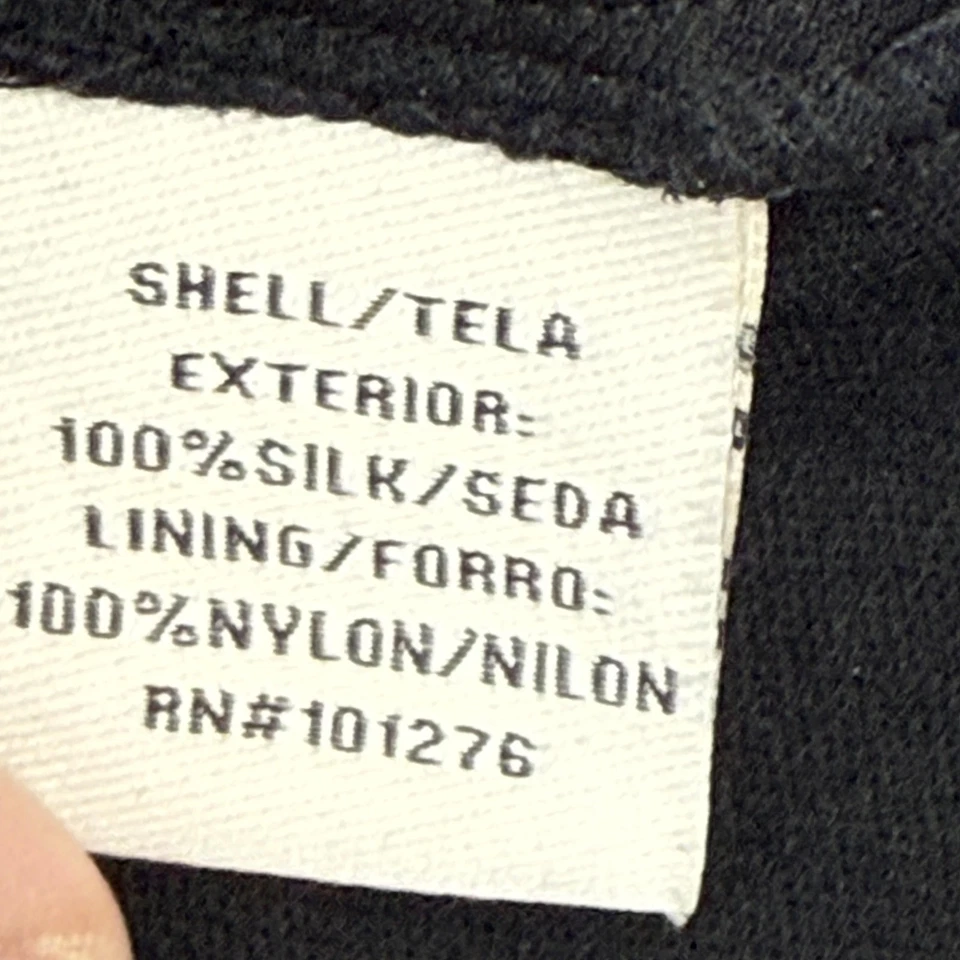 SHELL/TELA
EXTERIOR:
100%SILK/SEDA
LINING/FORRO:
100%NYLON/NILON
RN#101276